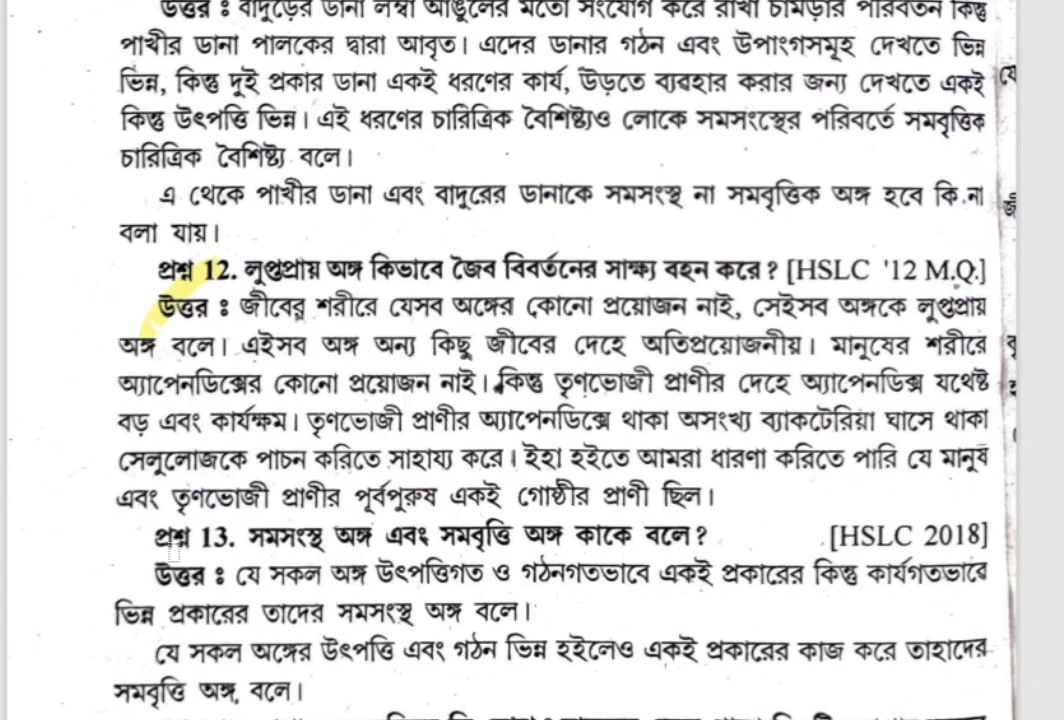 উত্তর : বাদুড়ের ডানা লম্বা আঙুলের মতো সংযোগ করে রাখা চামড়ার পরিবর্তন কিন্তু
পাখীর ডানা পালকের দ্বারা আবৃত। এদের ডানার গঠন এবং উপাংগসমূহ দেখতে ভিন্ন
ভিন্ন, কিন্তু দুই প্রকার ডানা একই ধরণের কার্য, উড়তে ব্যৱহার করার জন্য দেখতে একই
কিন্তু উৎপত্তি ভিন্ন। এই ধরণের চারিত্রিক বৈশিষ্ট্যও লোকে সমসংস্থের পরিবর্তে সমবৃত্তিক
চারিত্রিক বৈশিষ্ট্য বলে।
এ থেকে পাখীর ডানা এবং বাদুরের ডানাকে সমসংস্থ না সমবৃত্তিক অঙ্গ হবে কি.না
বলা যায়।
প্রশ্ন 12. লুপ্তপ্রায় অঙ্গ কিভাবে জৈব বিবর্তনের সাক্ষ্য বহন করে? [HSLC '12 M.Q.]
উত্তর : জীবের শরীরে যেসব অঙ্গের কোনো প্রয়োজন নাই, সেইসব অঙ্গকে লুপ্তপ্রায়
অঙ্গ বলে। এইসব অঙ্গ অন্য কিছু জীবের দেহে অতিপ্রয়োজনীয়। মানুষের শরীরে
অ্যাপেনডিক্সের কোনো প্রয়োজন নাই। কিন্তু তৃণভোজী প্রাণীর দেহে অ্যাপেনডিক্স যথেষ্ট
বড় এবং কার্যক্ষম। তৃণভোজী প্রাণীর অ্যাপেনডিক্সে থাকা অসংখ্য ব্যাকটেরিয়া ঘাসে থাকা
সেলুলোজকে পাচন করিতে সাহায্য করে। ইহা হইতে আমরা ধারণা করিতে পারি যে মানুষ
এবং তৃণভোজী প্রাণীর পূর্বপুরুষ একই গোষ্ঠীর প্রাণী ছিল।
প্রশ্ন 13. সমসংস্থ অঙ্গ এবং সমবৃত্তি অঙ্গ কাকে বলে? [HSLC 2018]
উত্তর : যে সকল অঙ্গ উৎপত্তিগত ও গঠনগতভাবে একই প্রকারের কিন্তু কার্যগতভাবে
ভিন্ন প্রকারের তাদের সমসংস্থ অঙ্গ বলে।
যে সকল অঙ্গের উৎপত্তি এবং গঠন ভিন্ন হইলেও একই প্রকারের কাজ করে তাহাদের
সমবৃত্তি অঙ্গ বলে।